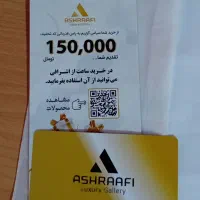 ASHRAAFI
150,000
تومان
تقدیم شما...
در خرید ساعت از اشرافی
می‌توانید از آن استفاده بفرمایید.
مشاهده
محصولات
ASHRAAFI
Luxury Gallery